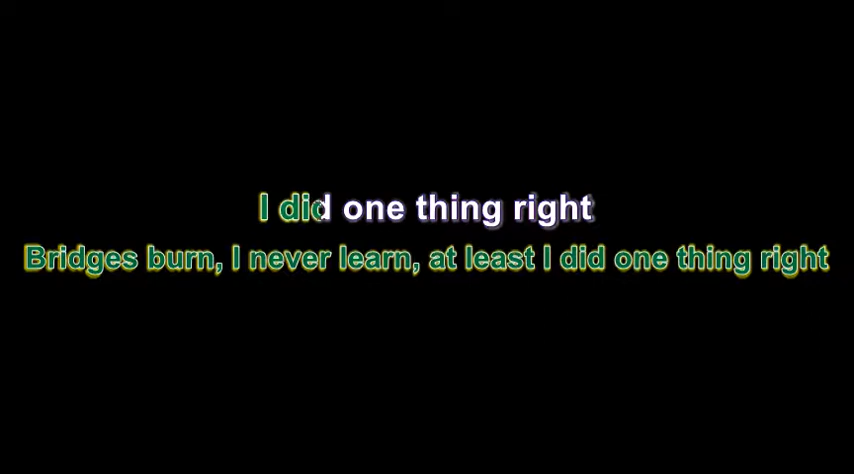 I did one thing right
Bridges burn, I never learn, at least I did one thing right